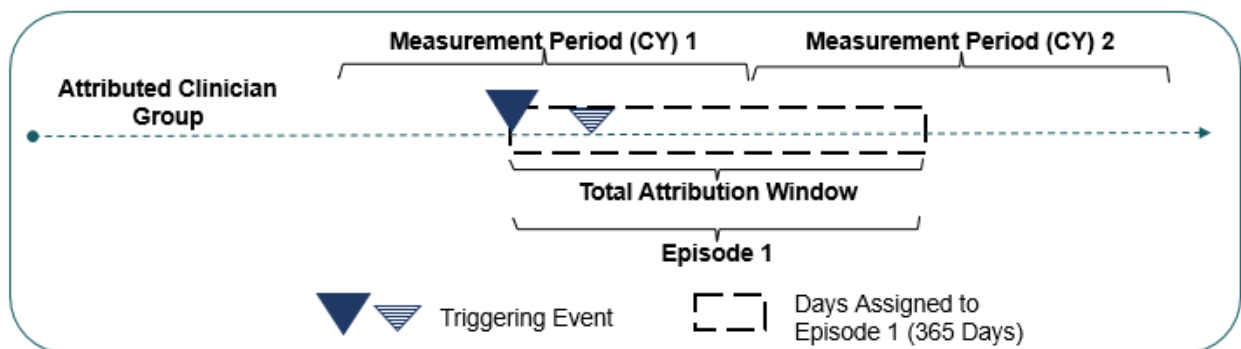 Measurement Period (CY) 1
Measurement Period (CY) 2
Attributed Clinician
Group
Total Attribution Window
Episode 1
Triggering Event
Days Assigned to
Episode 1 (365 Days)